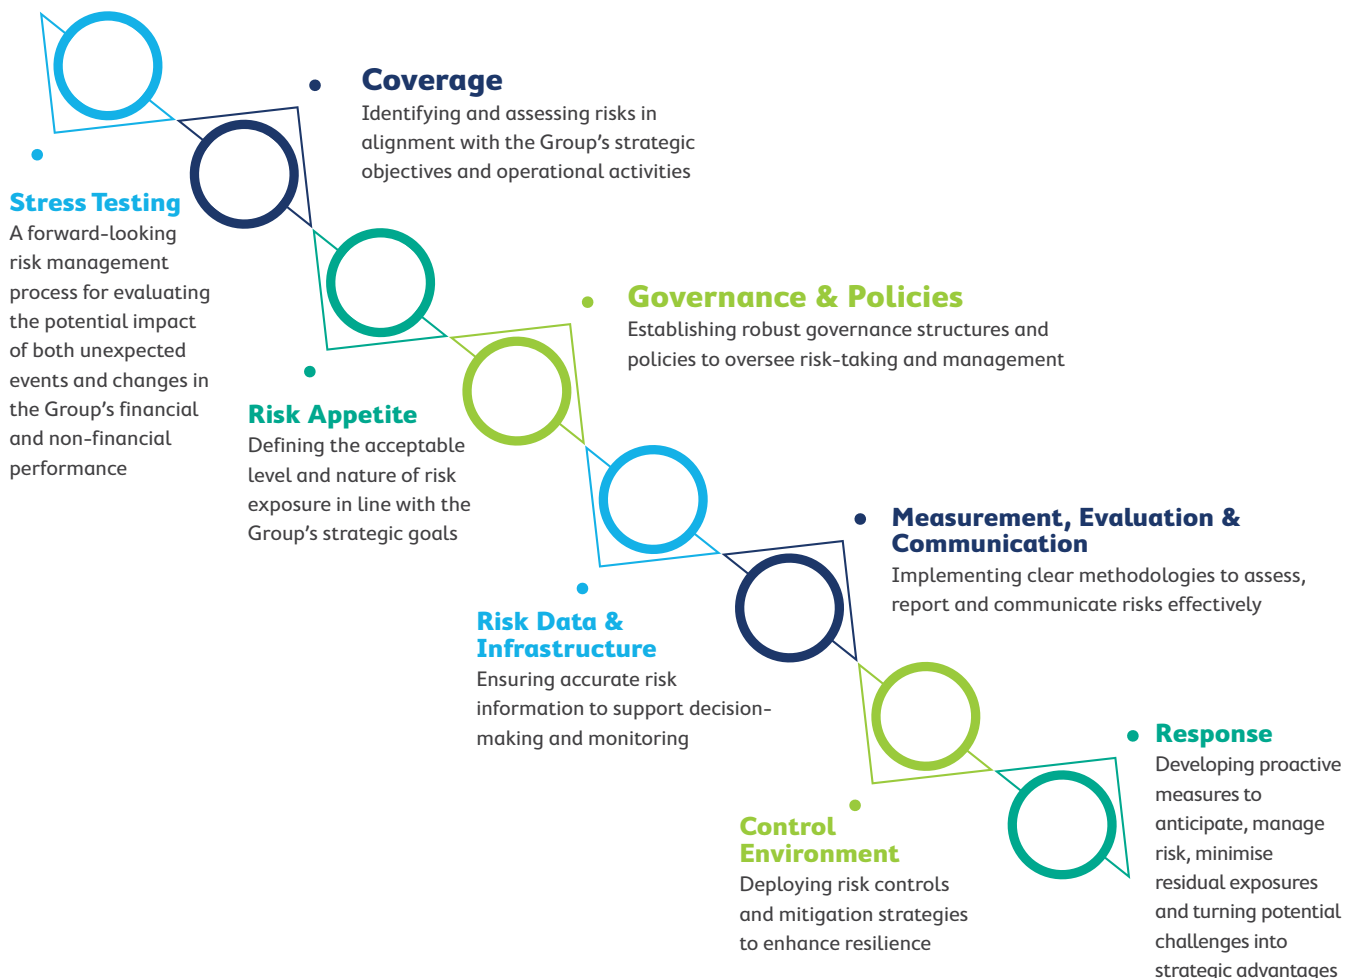 Coverage
Identifying and assessing risks in
alignment with the Group’s strategic
objectives and operational activities
Stress Testing
A forward-looking
risk management
process for evaluating
the potential impact
of both unexpected
events and changes in
the Group’s financial
and non-financial
performance
Governance & Policies
Establishing robust governance structures and
policies to oversee risk-taking and management
Risk Appetite
Defining the acceptable
level and nature of risk
exposure in line with the
Group’s strategic goals
Measurement, Evaluation &
Communication
Implementing clear methodologies to assess,
report and communicate risks effectively
Risk Data &
Infrastructure
Ensuring accurate risk
information to support decision-
making and monitoring
Response
Developing proactive
measures to
anticipate, manage
risk, minimise
residual exposures
and turning potential
challenges into
strategic advantages
Control
Environment
Deploying risk controls
and mitigation strategies
to enhance resilience